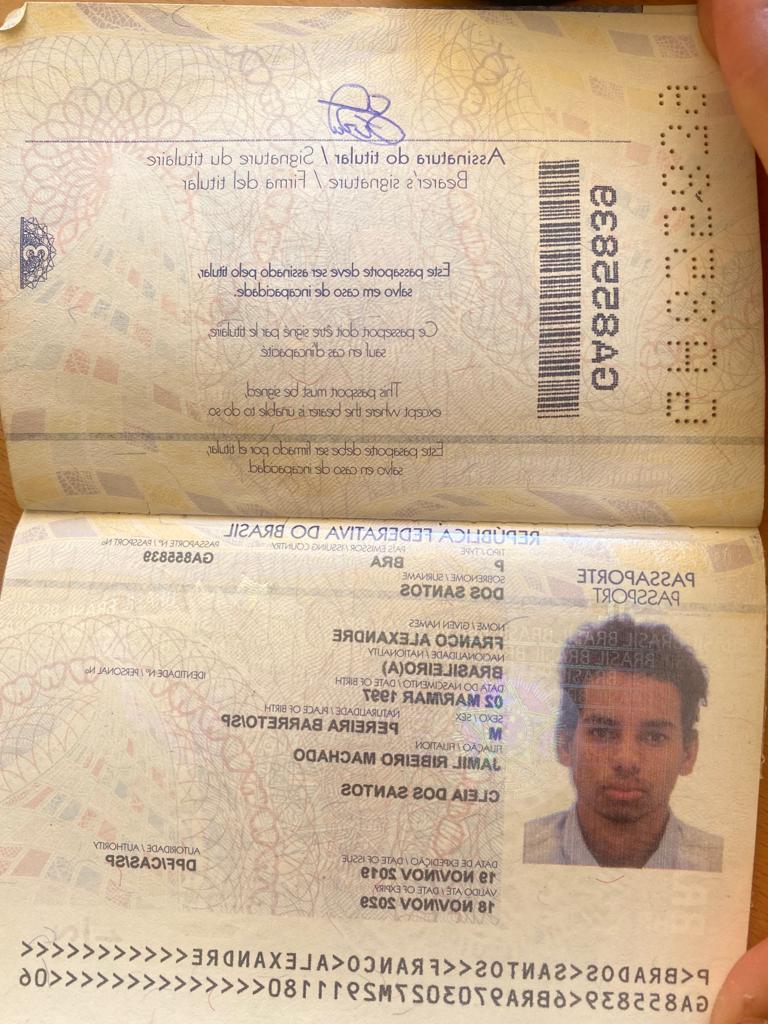 Assinatura do titular / Signature du titulaire
Bearer's signature / Firma del titular
GA855839
GA855839
3
Este passaporte deve ser assinado pelo titular,
salvo em caso de incapacidade.
Ce passeport doit être signé par le titulaire,
sauf en cas d'incapacité
This passport must be signed,
except where the bearer is unable to do so
Este pasaporte debe ser firmado por el titular,
salvo en caso de incapacidad
REPÚBLICA FEDERATIVA DO BRASIL
PASSAPORTE
PASSPORT
TIPO / TYPE PAÍS EMISSOR / ISSUING COUNTRY PASSAPORTE Nº / PASSPORT No
P BRA GA855839
SOBRENOME / SURNAME
DOS SANTOS
NOME / GIVEN NAMES
FRANCO ALEXANDRE
NACIONALIDADE / NATIONALITY
BRASILEIRO(A)
DATA DO NASCIMENTO / DATE OF BIRTH IDENTIDADE Nº / PERSONAL No
02 MAR/MAR 1997
SEXO / SEX NATURALIDADE / PLACE OF BIRTH
M PEREIRA BARRETO/SP
FILIAÇÃO / FILIATION
JAMIL RIBEIRO MACHADO
CLEIA DOS SANTOS
DATA DE EXPEDIÇÃO / DATE OF ISSUE AUTORIDADE / AUTHORITY
19 NOV/NOV 2019 DPF/CAS/SP
VÁLIDO ATÉ / DATE OF EXPIRY
18 NOV/NOV 2029
P<BRADOS<SANTOS<<FRANCO<ALEXANDRE<<<<<<<<<<<
GA855839<6BRA9703027M2911180<<<<<<<<<<<<<<06